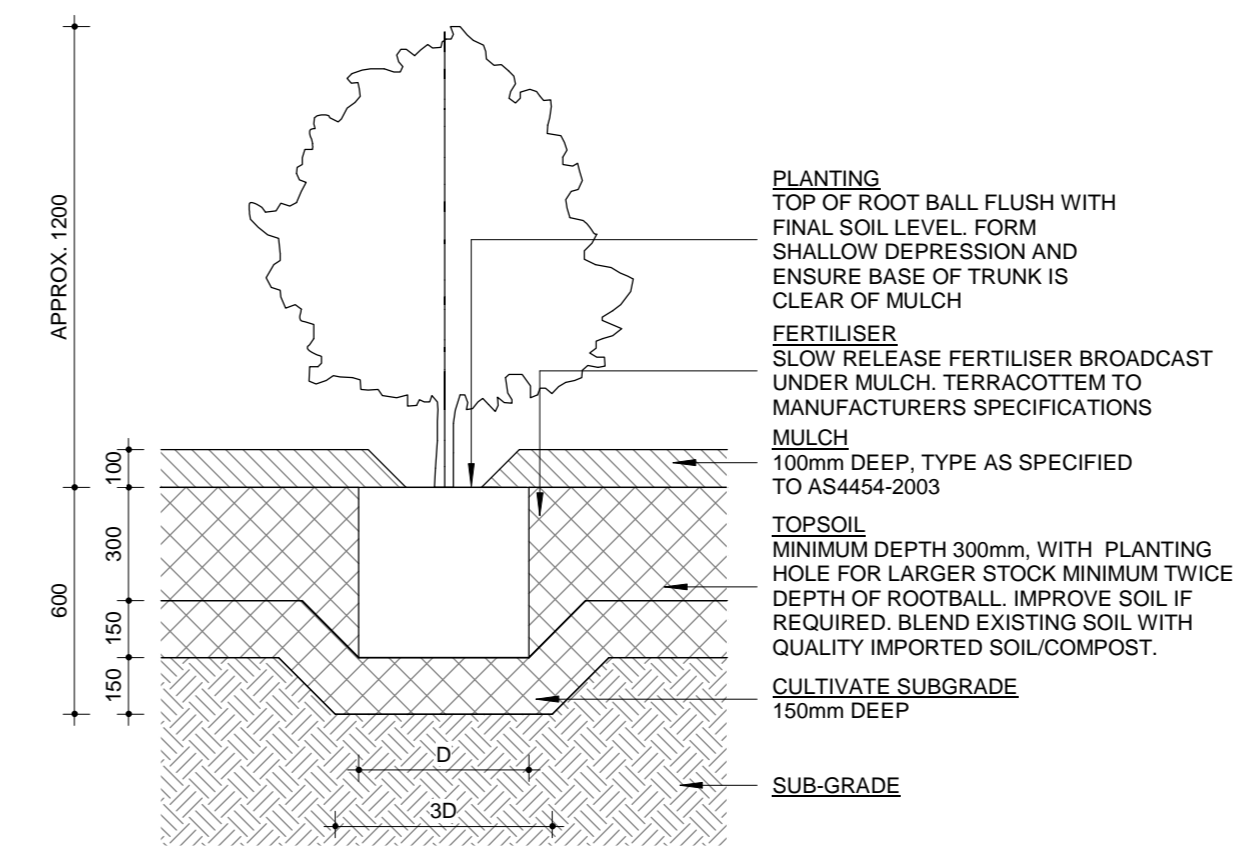 APPROX. 1200
600
100
300
150
150
PLANTING
TOP OF ROOT BALL FLUSH WITH
FINAL SOIL LEVEL. FORM
SHALLOW DEPRESSION AND
ENSURE BASE OF TRUNK IS
CLEAR OF MULCH
FERTILISER
SLOW RELEASE FERTILISER BROADCAST
UNDER MULCH. TERRACOTTEM TO
MANUFACTURERS SPECIFICATIONS
MULCH
100mm DEEP, TYPE AS SPECIFIED
TO AS4454-2003
TOPSOIL
MINIMUM DEPTH 300mm, WITH PLANTING
HOLE FOR LARGER STOCK MINIMUM TWICE
DEPTH OF ROOTBALL. IMPROVE SOIL IF
REQUIRED. BLEND EXISTING SOIL WITH
QUALITY IMPORTED SOIL/COMPOST.
CULTIVATE SUBGRADE
150mm DEEP
SUB-GRADE
D
3D